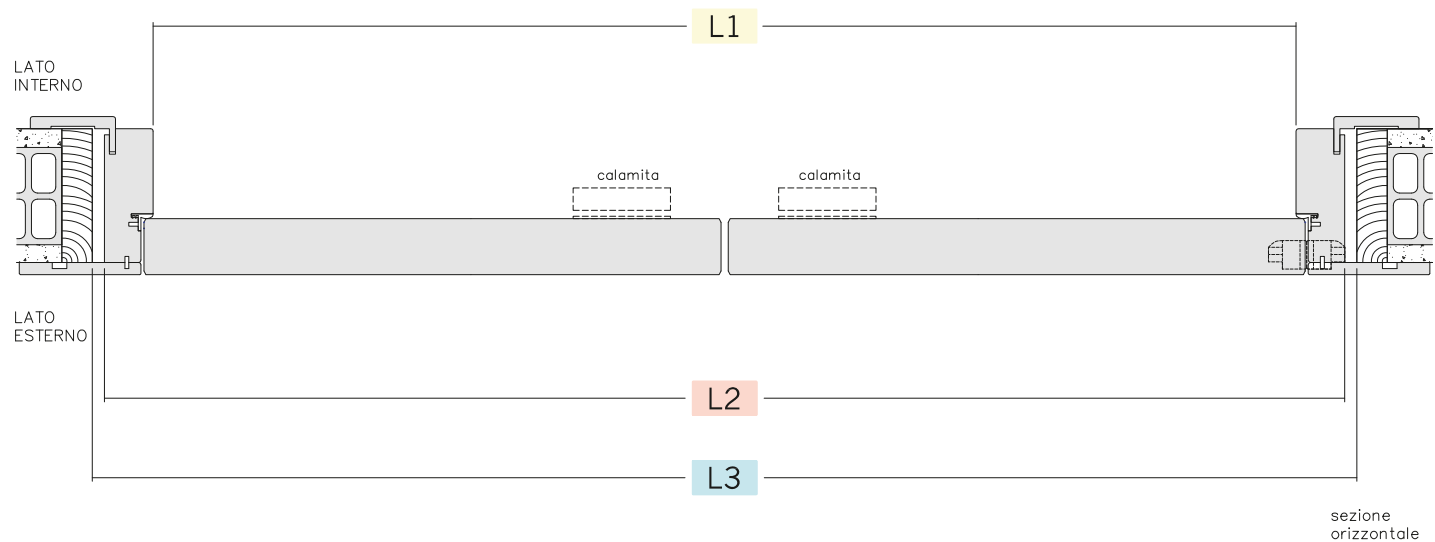 L1
LATO
INTERNO
calamita
calamita
LATO
ESTERNO
L2
L3
sezione
orizzontale